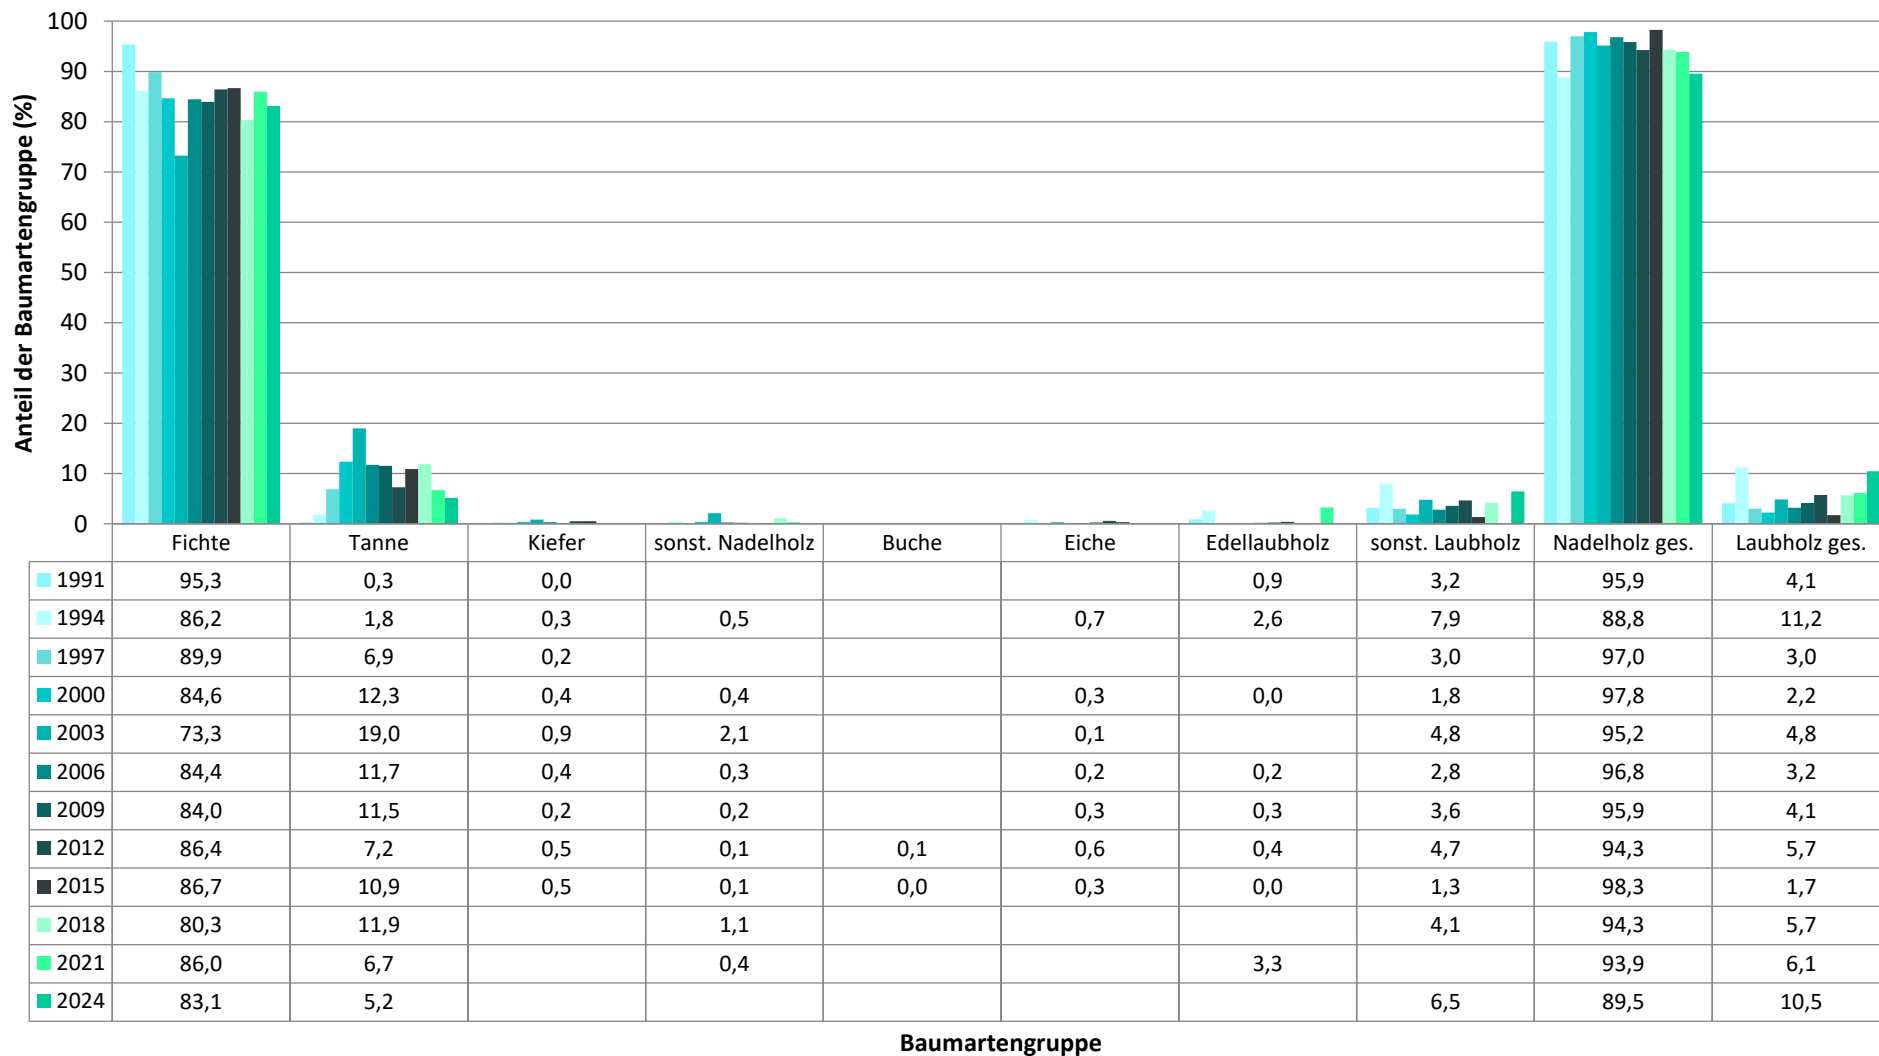 100
90
80
70
60
50
40
30
20
10
0
Anteil der Baumartengruppe (%)
Fichte Tanne Kiefer sonst. Nadelholz Buche Eiche Edellaubholz sonst. Laubholz Nadelholz ges. Laubholz ges.
1991 95,3 0,3 0,0 0,9 3,2 95,9 4,1
1994 86,2 1,8 0,3 0,5 0,7 2,6 7,9 88,8 11,2
1997 89,9 6,9 0,2 3,0 97,0 3,0
2000 84,6 12,3 0,4 0,4 0,3 0,0 1,8 97,8 2,2
2003 73,3 19,0 0,9 2,1 0,1 4,8 95,2 4,8
2006 84,4 11,7 0,4 0,3 0,2 0,2 2,8 96,8 3,2
2009 84,0 11,5 0,2 0,2 0,3 0,3 3,6 95,9 4,1
2012 86,4 7,2 0,5 0,1 0,1 0,6 0,4 4,7 94,3 5,7
2015 86,7 10,9 0,5 0,1 0,0 0,3 0,0 1,3 98,3 1,7
2018 80,3 11,9 1,1 4,1 94,3 5,7
2021 86,0 6,7 0,4 3,3 93,9 6,1
2024 83,1 5,2 6,5 89,5 10,5
Baumartengruppe